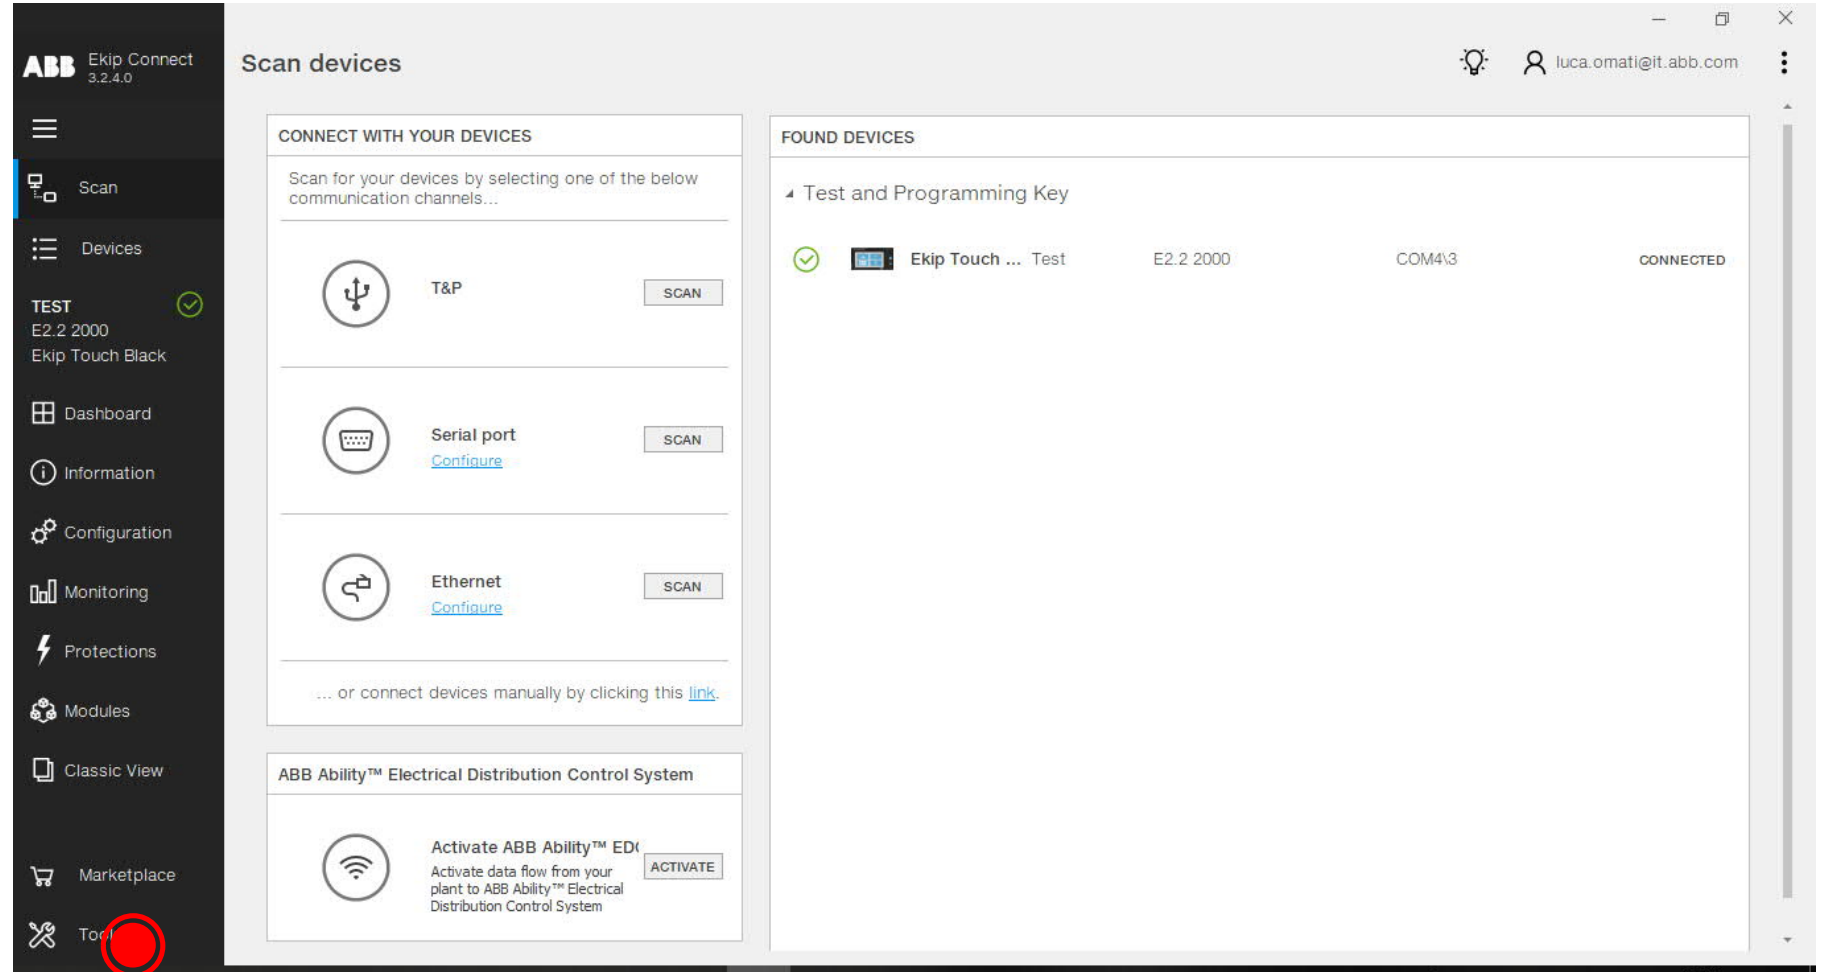 ABB
Ekip Connect
3.2.4.0
Scan devices
luca.omati@it.abb.com
Scan
Devices
TEST
E2.2 2000
Ekip Touch Black
Dashboard
Information
Configuration
Monitoring
Protections
Modules
Classic View
Marketplace
CONNECT WITH YOUR DEVICES
Scan for your devices by selecting one of the below
communication channels...
T&P
SCAN
Serial port
SCAN
Configure
Ethernet
SCAN
Configure
... or connect devices manually by clicking this link.
ABB Ability™ Electrical Distribution Control System
Activate ABB Ability™
ACTIVATE
Activate data flow from your
plant to ABB Ability™ Electrical
Distribution Control System
FOUND DEVICES
Test and Programming Key
Ekip Touch ... Test E2.2 2000 COM4\3 CONNECTED